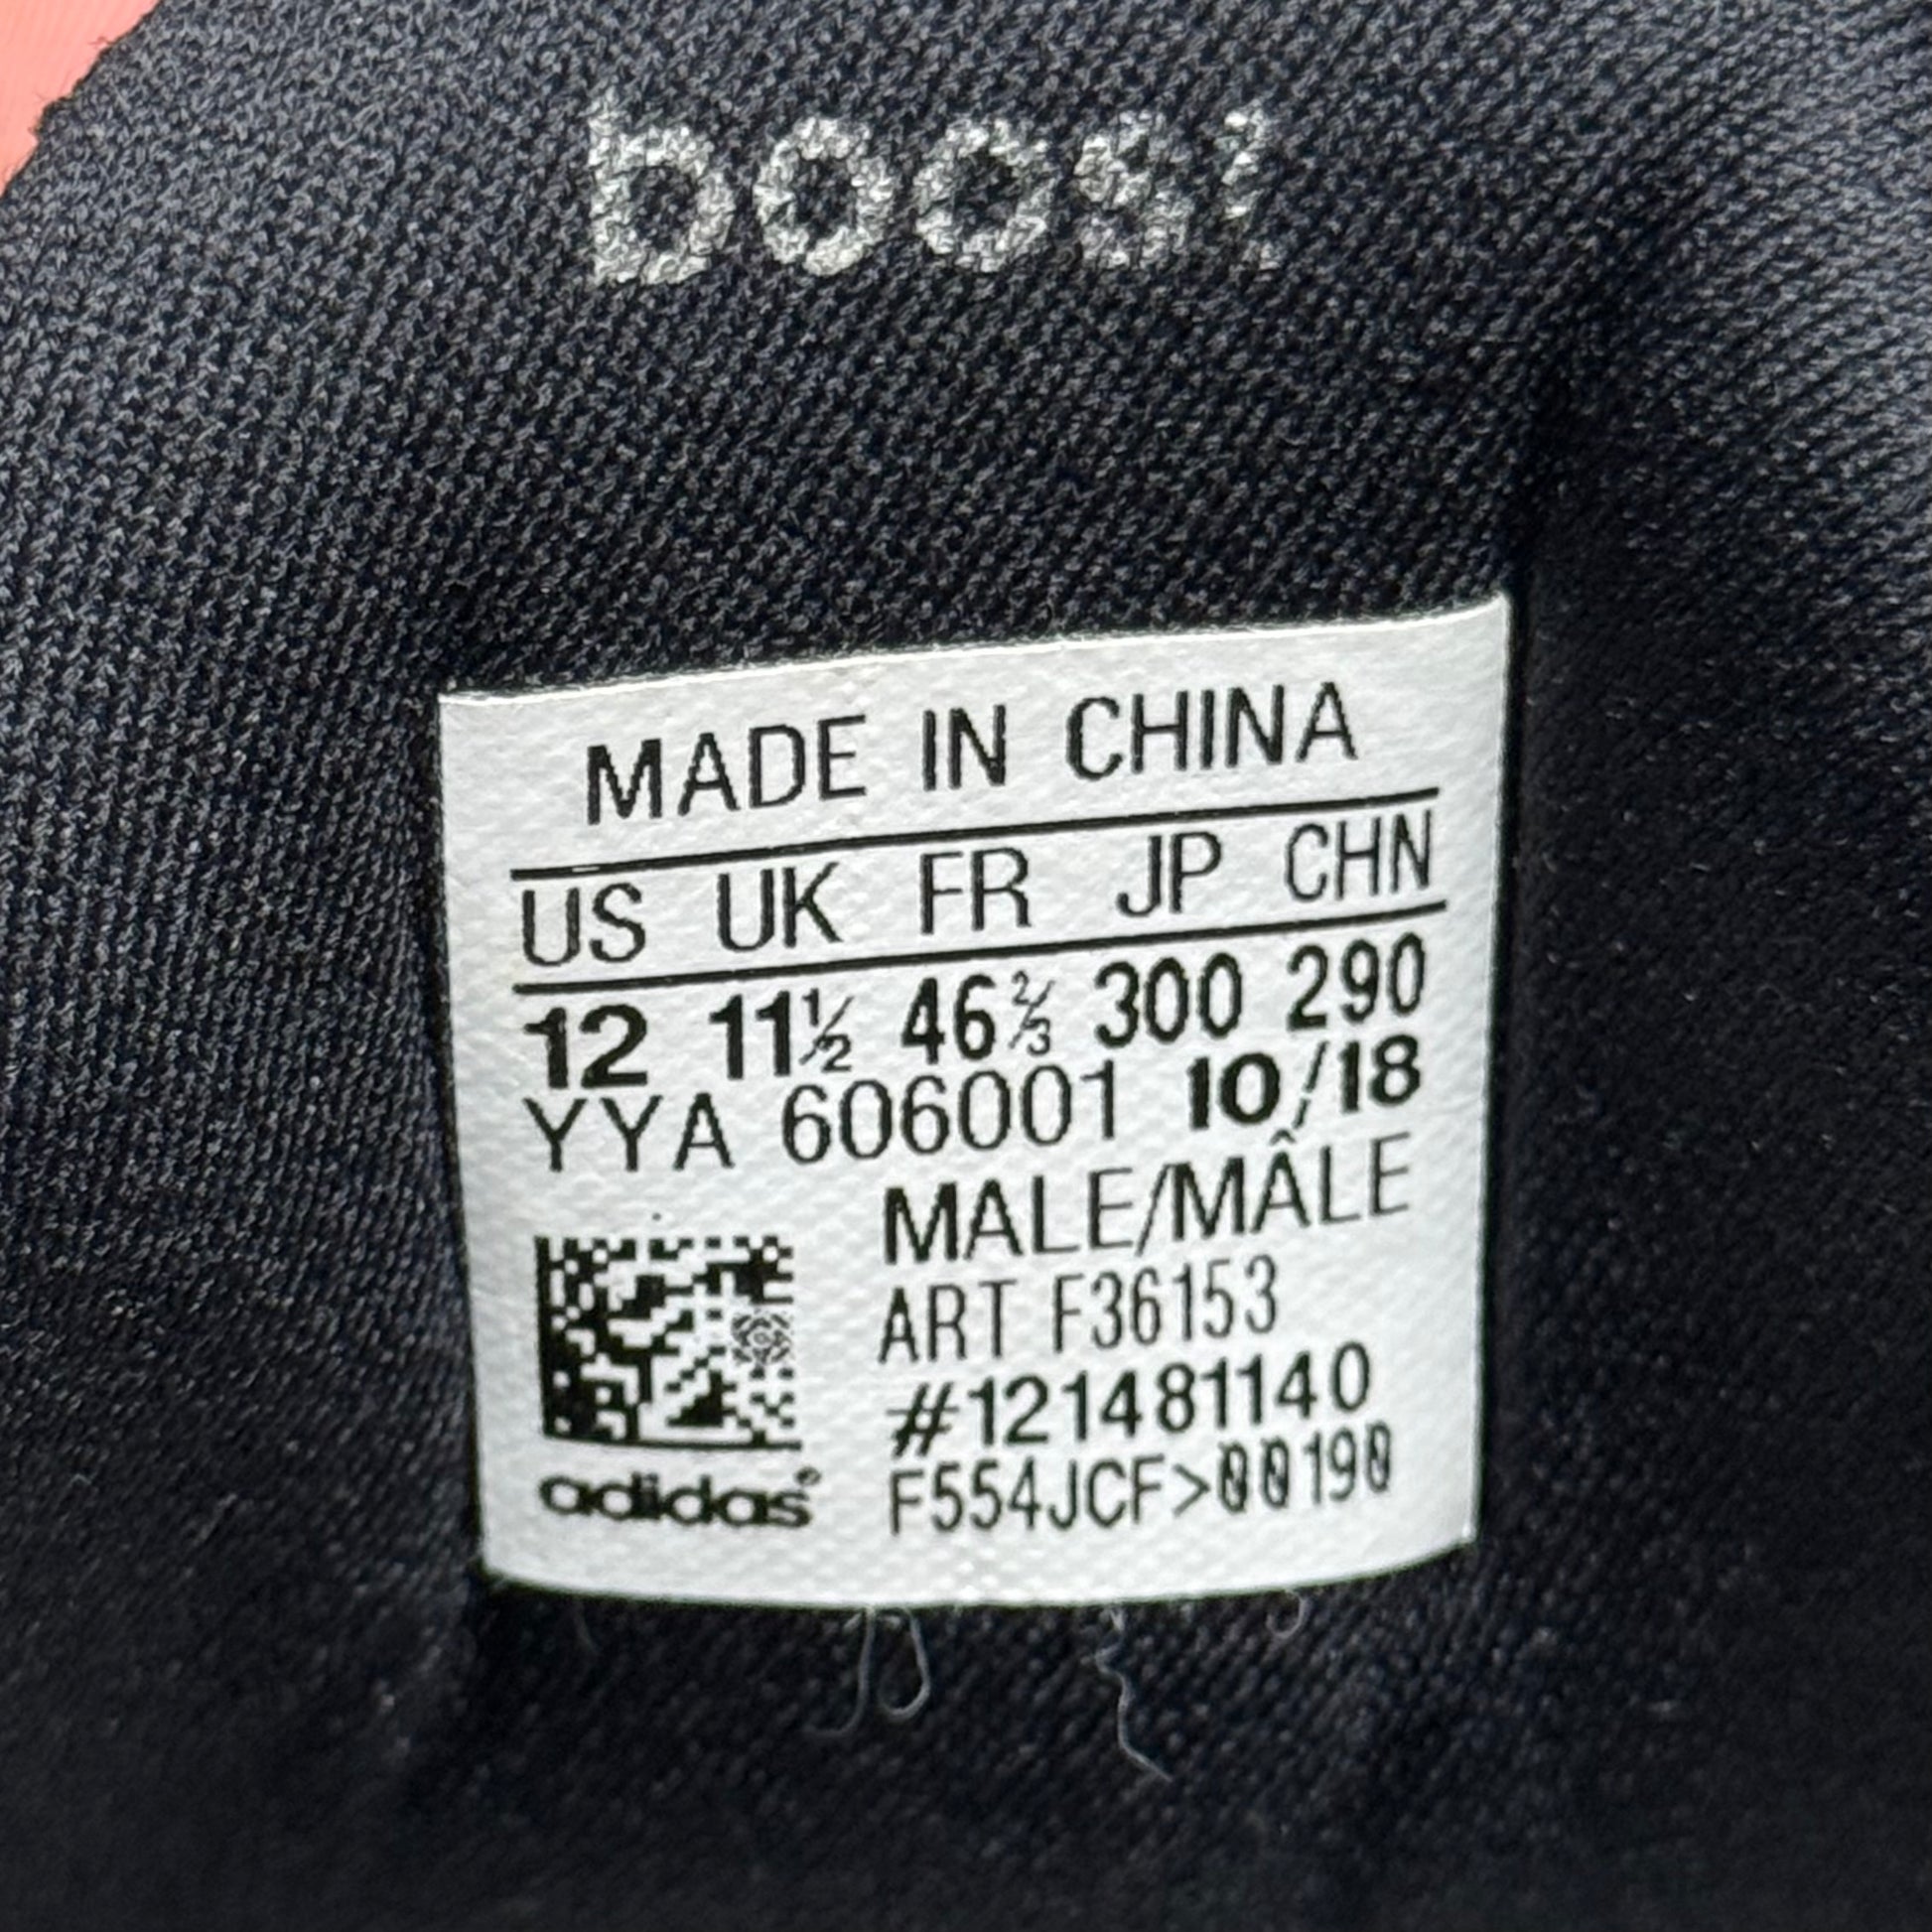 boost
MADE IN CHINA
US UK FR JP CHN
12 11½ 46⅔ 300 290
YYA 606001 10/18
MALE/MÂLE
ART F36153
#121481140
F554JCF>00190
adidas®